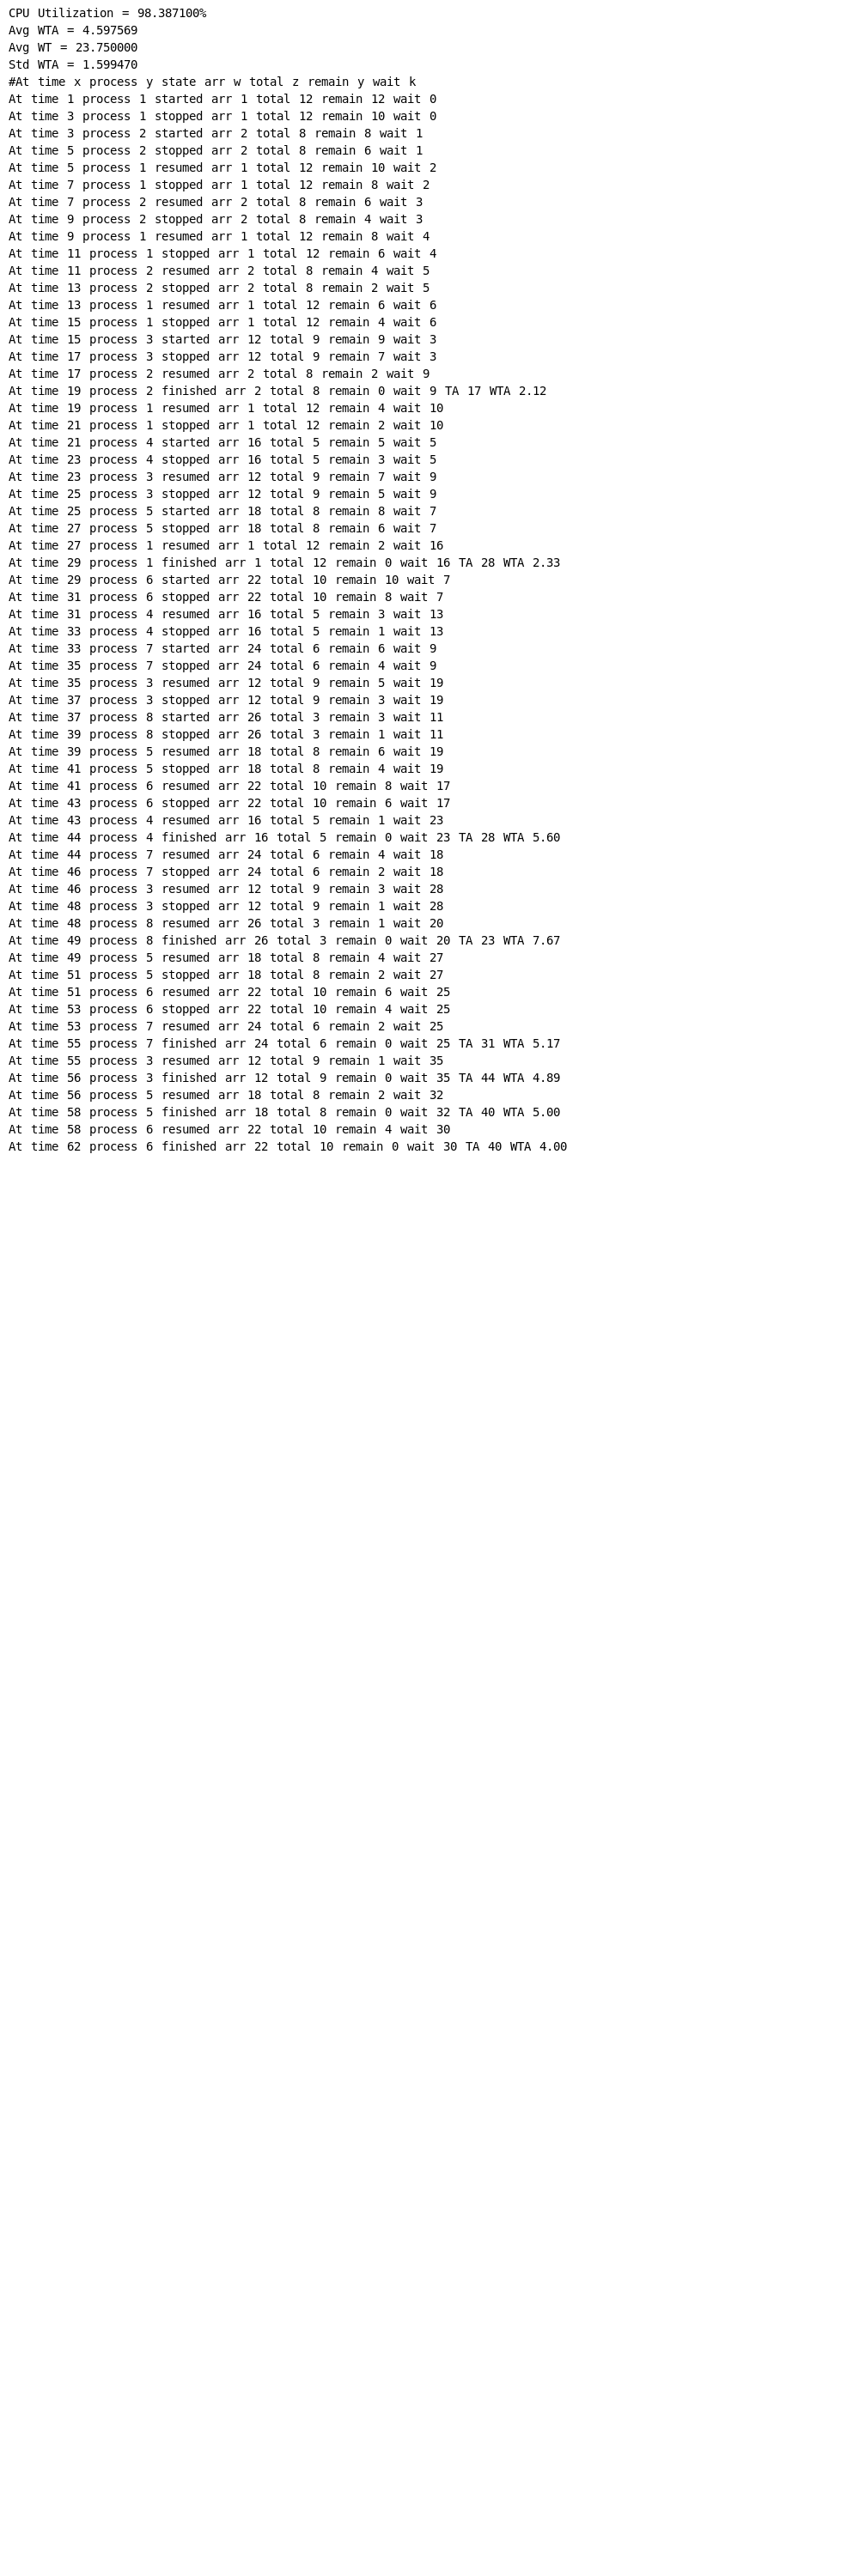 CPU Utilization = 98.387100%
Avg WTA = 4.597569
Avg WT = 23.750000
Std WTA = 1.599470
#At time x process y state arr w total z remain y wait k
At time 1 process 1 started arr 1 total 12 remain 12 wait 0
At time 3 process 1 stopped arr 1 total 12 remain 10 wait 0
At time 3 process 2 started arr 2 total 8 remain 8 wait 1
At time 5 process 2 stopped arr 2 total 8 remain 6 wait 1
At time 5 process 1 resumed arr 1 total 12 remain 10 wait 2
At time 7 process 1 stopped arr 1 total 12 remain 8 wait 2
At time 7 process 2 resumed arr 2 total 8 remain 6 wait 3
At time 9 process 2 stopped arr 2 total 8 remain 4 wait 3
At time 9 process 1 resumed arr 1 total 12 remain 8 wait 4
At time 11 process 1 stopped arr 1 total 12 remain 6 wait 4
At time 11 process 2 resumed arr 2 total 8 remain 4 wait 5
At time 13 process 2 stopped arr 2 total 8 remain 2 wait 5
At time 13 process 1 resumed arr 1 total 12 remain 6 wait 6
At time 15 process 1 stopped arr 1 total 12 remain 4 wait 6
At time 15 process 3 started arr 12 total 9 remain 9 wait 3
At time 17 process 3 stopped arr 12 total 9 remain 7 wait 3
At time 17 process 2 resumed arr 2 total 8 remain 2 wait 9
At time 19 process 2 finished arr 2 total 8 remain 0 wait 9 TA 17 WTA 2.12
At time 19 process 1 resumed arr 1 total 12 remain 4 wait 10
At time 21 process 1 stopped arr 1 total 12 remain 2 wait 10
At time 21 process 4 started arr 16 total 5 remain 5 wait 5
At time 23 process 4 stopped arr 16 total 5 remain 3 wait 5
At time 23 process 3 resumed arr 12 total 9 remain 7 wait 9
At time 25 process 3 stopped arr 12 total 9 remain 5 wait 9
At time 25 process 5 started arr 18 total 8 remain 8 wait 7
At time 27 process 5 stopped arr 18 total 8 remain 6 wait 7
At time 27 process 1 resumed arr 1 total 12 remain 2 wait 16
At time 29 process 1 finished arr 1 total 12 remain 0 wait 16 TA 28 WTA 2.33
At time 29 process 6 started arr 22 total 10 remain 10 wait 7
At time 31 process 6 stopped arr 22 total 10 remain 8 wait 7
At time 31 process 4 resumed arr 16 total 5 remain 3 wait 13
At time 33 process 4 stopped arr 16 total 5 remain 1 wait 13
At time 33 process 7 started arr 24 total 6 remain 6 wait 9
At time 35 process 7 stopped arr 24 total 6 remain 4 wait 9
At time 35 process 3 resumed arr 12 total 9 remain 5 wait 19
At time 37 process 3 stopped arr 12 total 9 remain 3 wait 19
At time 37 process 8 started arr 26 total 3 remain 3 wait 11
At time 39 process 8 stopped arr 26 total 3 remain 1 wait 11
At time 39 process 5 resumed arr 18 total 8 remain 6 wait 19
At time 41 process 5 stopped arr 18 total 8 remain 4 wait 19
At time 41 process 6 resumed arr 22 total 10 remain 8 wait 17
At time 43 process 6 stopped arr 22 total 10 remain 6 wait 17
At time 43 process 4 resumed arr 16 total 5 remain 1 wait 23
At time 44 process 4 finished arr 16 total 5 remain 0 wait 23 TA 28 WTA 5.60
At time 44 process 7 resumed arr 24 total 6 remain 4 wait 18
At time 46 process 7 stopped arr 24 total 6 remain 2 wait 18
At time 46 process 3 resumed arr 12 total 9 remain 3 wait 28
At time 48 process 3 stopped arr 12 total 9 remain 1 wait 28
At time 48 process 8 resumed arr 26 total 3 remain 1 wait 20
At time 49 process 8 finished arr 26 total 3 remain 0 wait 20 TA 23 WTA 7.67
At time 49 process 5 resumed arr 18 total 8 remain 4 wait 27
At time 51 process 5 stopped arr 18 total 8 remain 2 wait 27
At time 51 process 6 resumed arr 22 total 10 remain 6 wait 25
At time 53 process 6 stopped arr 22 total 10 remain 4 wait 25
At time 53 process 7 resumed arr 24 total 6 remain 2 wait 25
At time 55 process 7 finished arr 24 total 6 remain 0 wait 25 TA 31 WTA 5.17
At time 55 process 3 resumed arr 12 total 9 remain 1 wait 35
At time 56 process 3 finished arr 12 total 9 remain 0 wait 35 TA 44 WTA 4.89
At time 56 process 5 resumed arr 18 total 8 remain 2 wait 32
At time 58 process 5 finished arr 18 total 8 remain 0 wait 32 TA 40 WTA 5.00
At time 58 process 6 resumed arr 22 total 10 remain 4 wait 30
At time 62 process 6 finished arr 22 total 10 remain 0 wait 30 TA 40 WTA 4.00